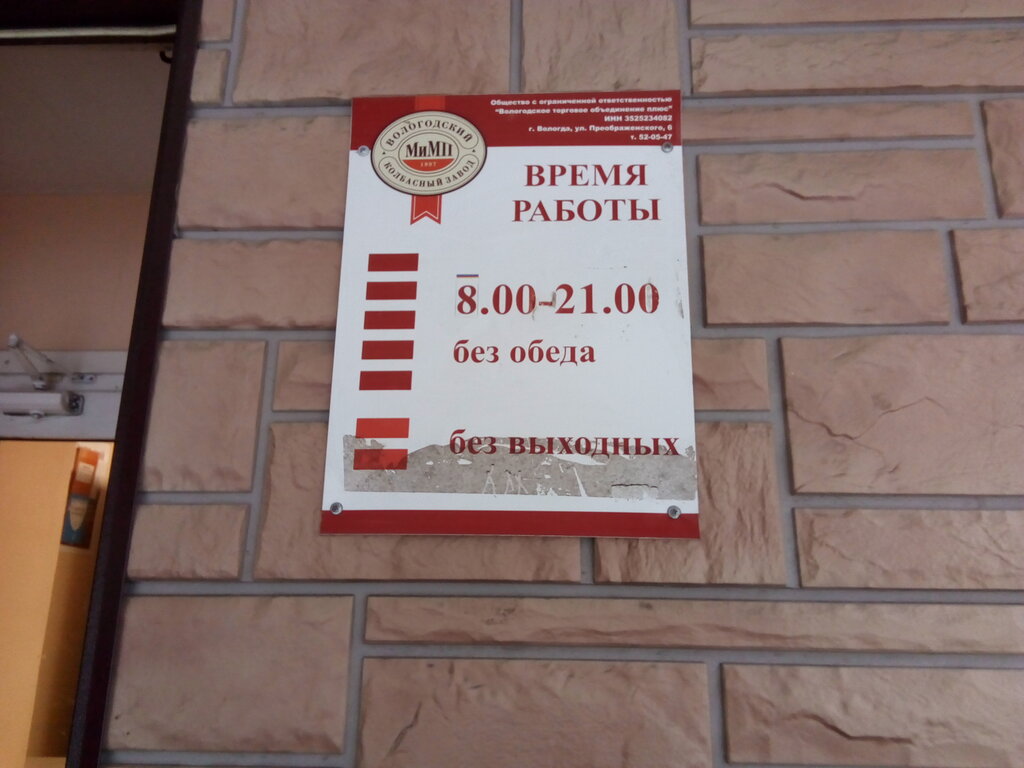 Общество с ограниченной ответственностью
"Вологодское торговое объединение плюс"
ИНН 3525234082
г. Вологда, ул. Преображенского, 6
т. 52-05-47
ВОЛОГОДСКИЙ
МиМП
1997
КОЛБАСНЫЙ ЗАВОД
ВРЕМЯ
РАБОТЫ
8.00-21.00
без обеда
без выходных